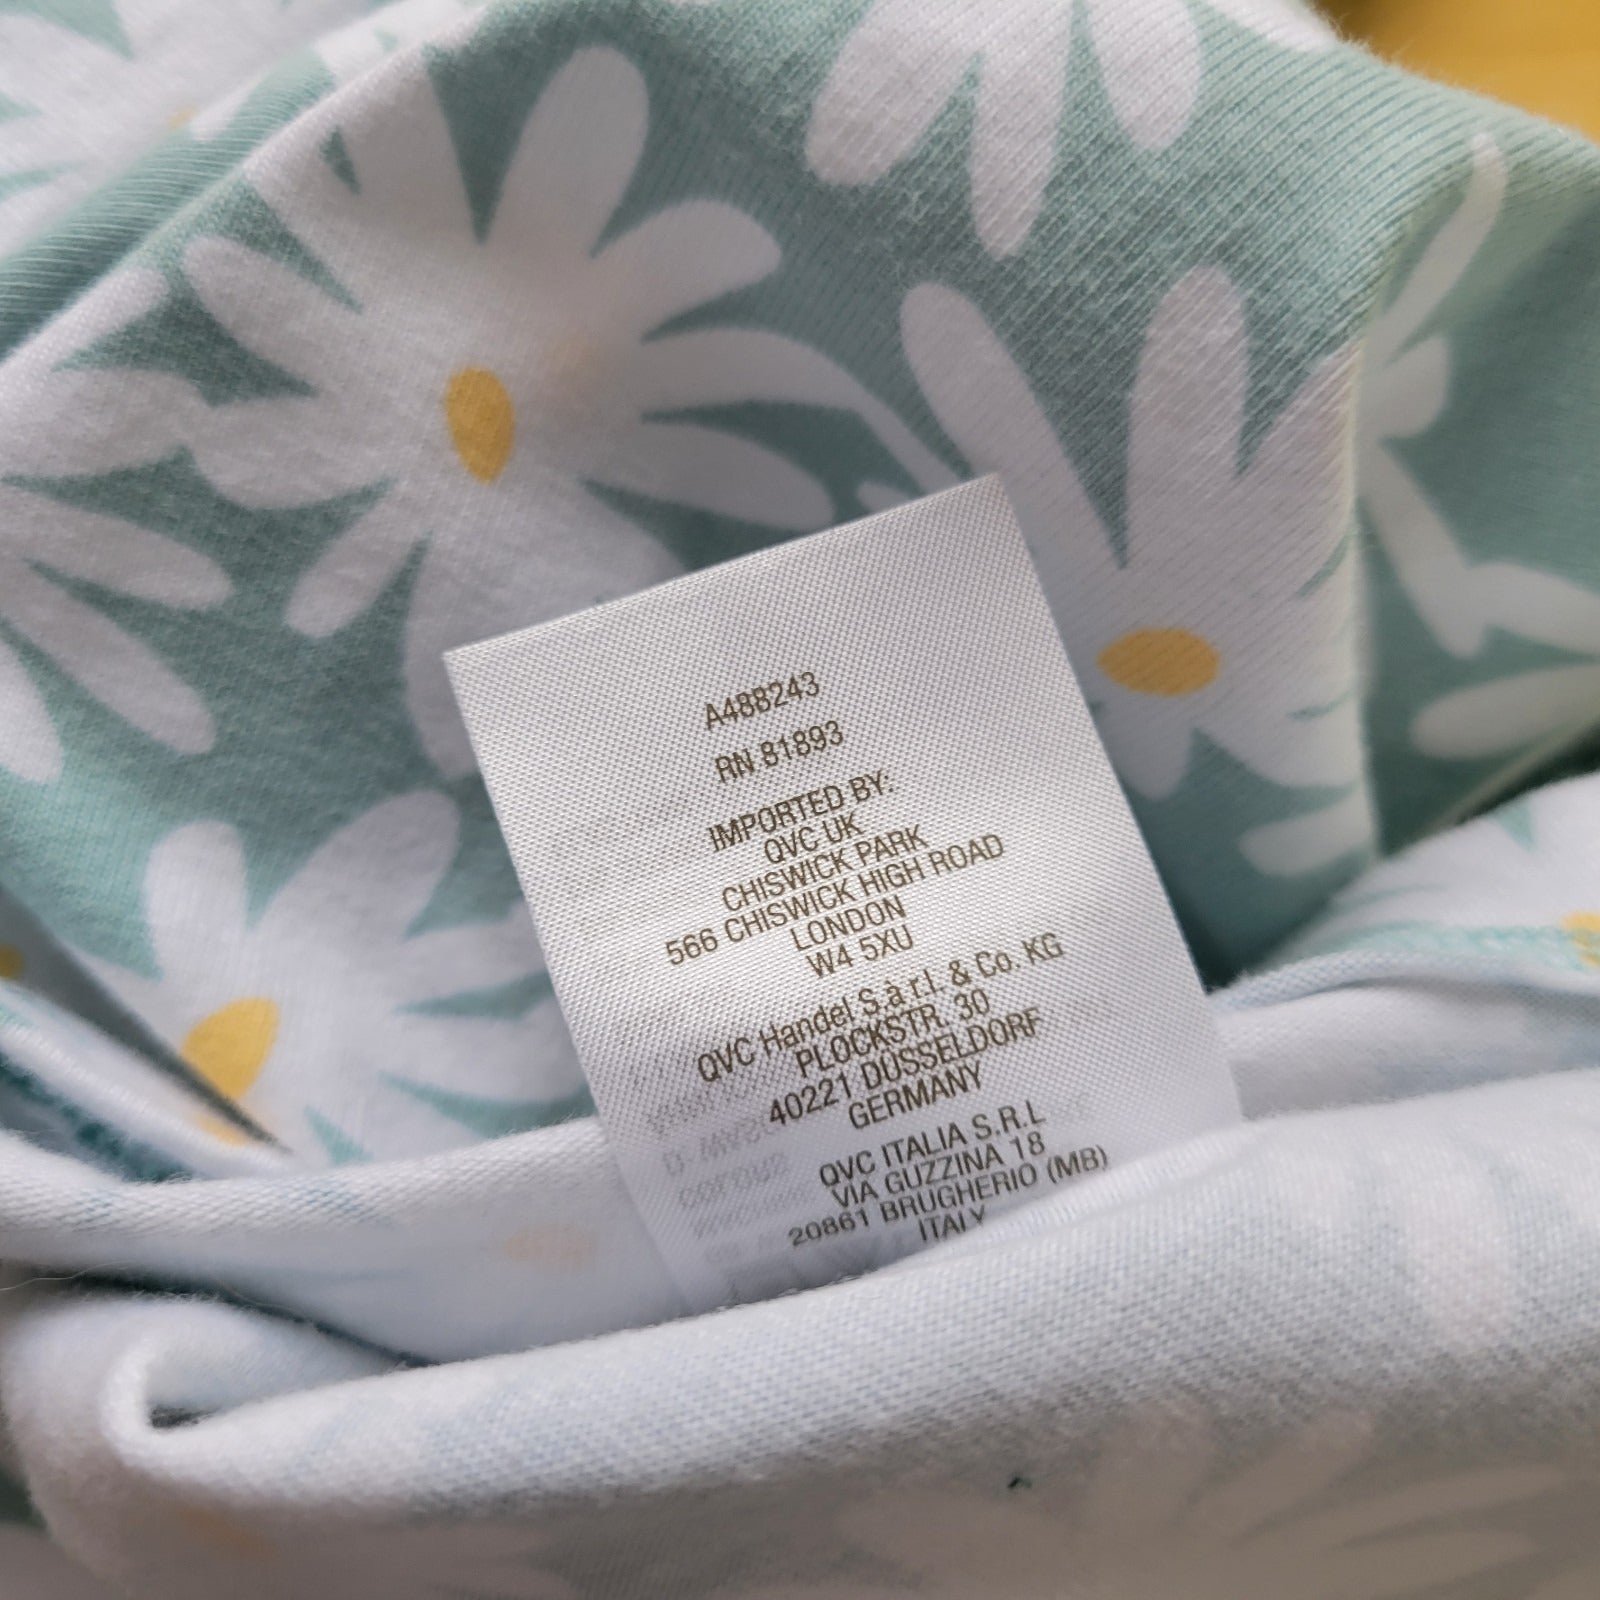 A488243
RN 81893
IMPORTED BY:
QVC UK
CHISWICK PARK
566 CHISWICK HIGH ROAD
LONDON
W4 5XU
QVC Handel S.à r.l. & Co. KG
PLOCKSTR. 30
40221 DUSSELDORF
GERMANY
QVC ITALIA S.R.L
VIA GUZZINA 18
20861 BRUGHERIO (MB)
ITALY